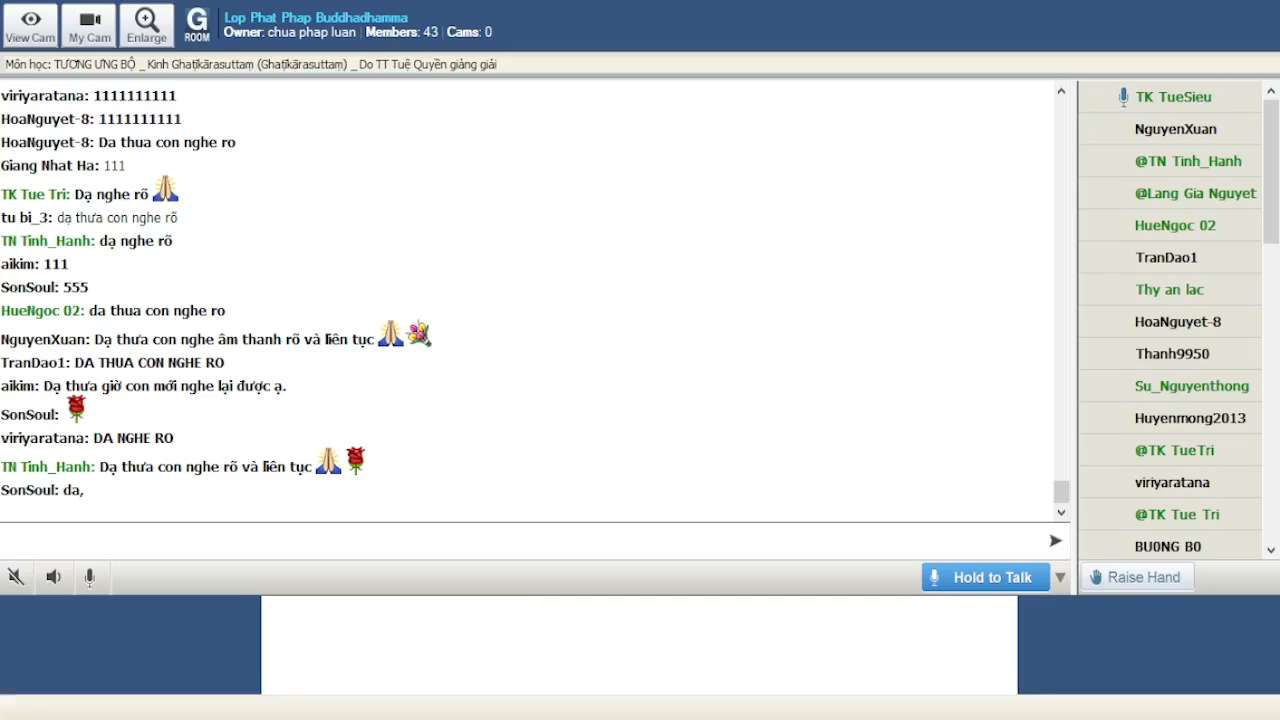 View Cam
My Cam
Enlarge
G
ROOM
Lop Phat Phap Buddhadhamma
Owner: chua phap luan | Members: 43 | Cams: 0
Môn học: TƯƠNG ƯNG BỘ _ Kinh Ghaṭīkārasuttaṃ (Ghaṭīkārasuttaṃ) _ Do TT Tuệ Quyền giảng giải
viriyaratana: 1111111111
HoaNguyet-8: 1111111111
HoaNguyet-8: Da thua con nghe ro
Giang Nhat Ha: 111
TK Tue Tri: Dạ nghe rõ
tu bi_3: dạ thưa con nghe rõ
TN Tinh_Hanh: dạ nghe rõ
aikim: 111
SonSoul: 555
HueNgoc 02: da thua con nghe ro
NguyenXuan: Dạ thưa con nghe âm thanh rõ và liên tục
TranDao1: DA THUA CON NGHE RO
aikim: Dạ thưa giờ con mới nghe lại được ạ.
SonSoul:
viriyaratana: DA NGHE RO
TN Tinh_Hanh: Dạ thưa con nghe rõ và liên tục
SonSoul: da,
TK TueSieu
NguyenXuan
@TN Tinh_Hanh
@Lang Gia Nguyet
HueNgoc 02
TranDao1
Thy an lac
HoaNguyet-8
Thanh9950
Su_Nguyenthong
Huyenmong2013
@TK TueTri
viriyaratana
@TK Tue Tri
BU0NG B0
Hold to Talk
Raise Hand